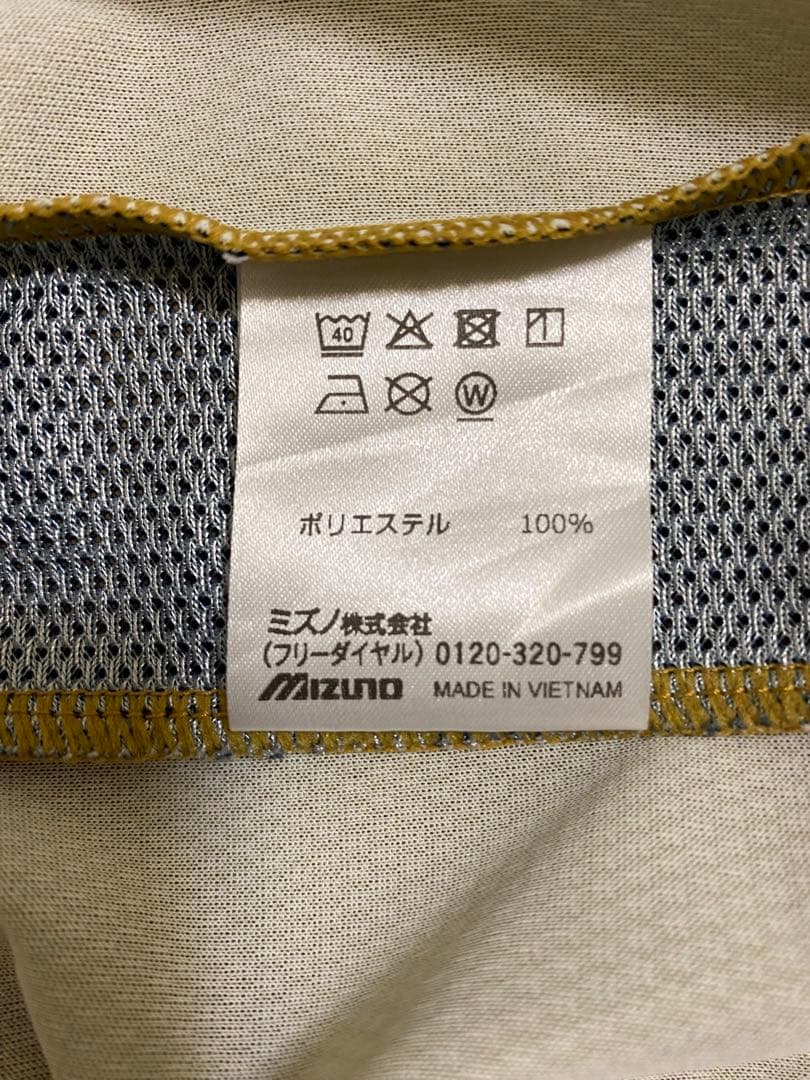 40
W
ポリエステル 100%
ミズノ株式会社
(フリーダイヤル) 0120-320-799
MIZUNO MADE IN VIETNAM